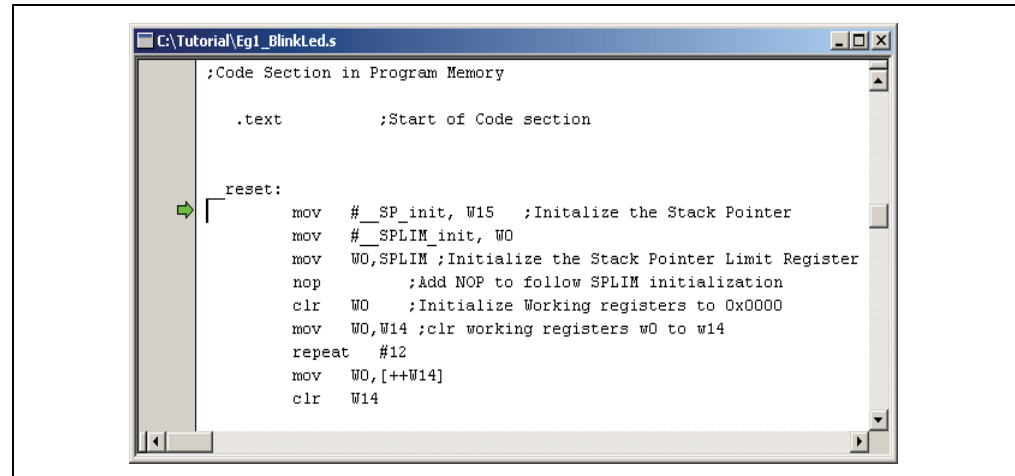 C:\Tutorial\Eg1_BlinkLed.s
;Code Section in Program Memory
.text ;Start of Code section
__reset:
mov #__SP_init, W15 ;Initalize the Stack Pointer
mov #__SPLIM_init, W0
mov W0,SPLIM ;Initialize the Stack Pointer Limit Register
nop ;Add NOP to follow SPLIM initialization
clr W0 ;Initialize Working registers to 0x0000
mov W0,W14 ;clr working registers w0 to w14
repeat #12
mov W0,[++W14]
clr W14